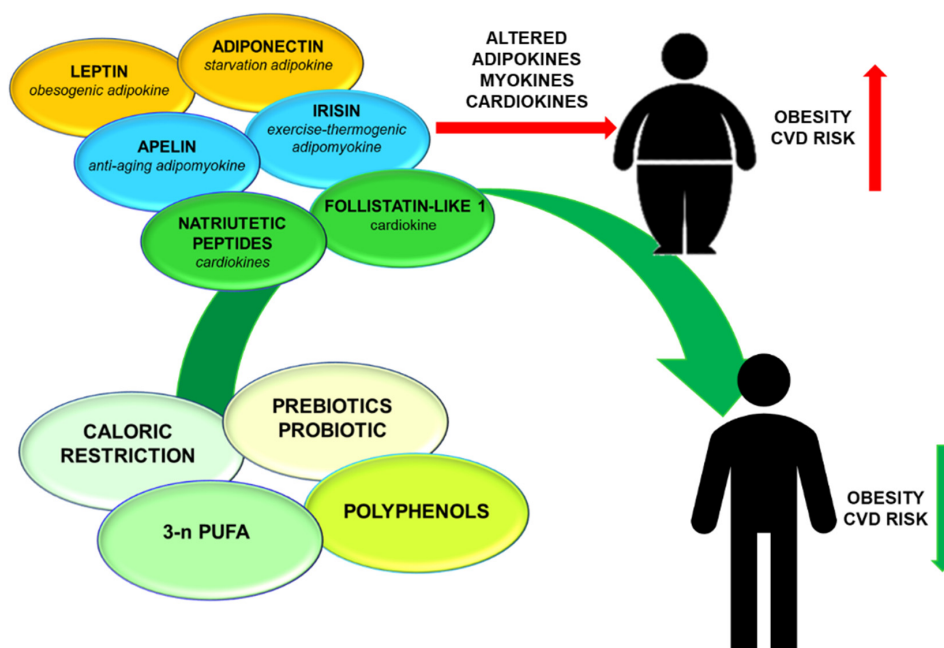 LEPTIN
obesogenic adipokine
ADIPONECTIN
starvation adipokine
APELIN
anti-aging adipomyokine
IRISIN
exercise-thermogenic
adipomyokine
NATRIUTETIC
PEPTIDES
cardiokines
FOLLISTATIN-LIKE 1
cardiokine
ALTERED
ADIPOKINES
MYOKINES
CARDIOKINES
OBESITY
CVD RISK
CALORIC
RESTRICTION
PREBIOTICS
PROBIOTIC
3-n PUFA
POLYPHENOLS
OBESITY
CVD RISK